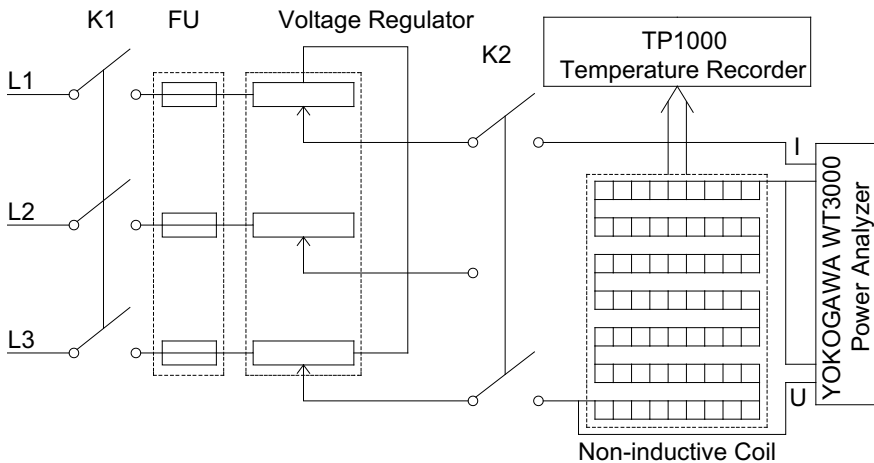 K1 FU Voltage Regulator
K2
TP1000
Temperature Recorder
L1
L2
L3
I
U
YOKOGAWA WT3000
Power Analyzer
Non-inductive Coil